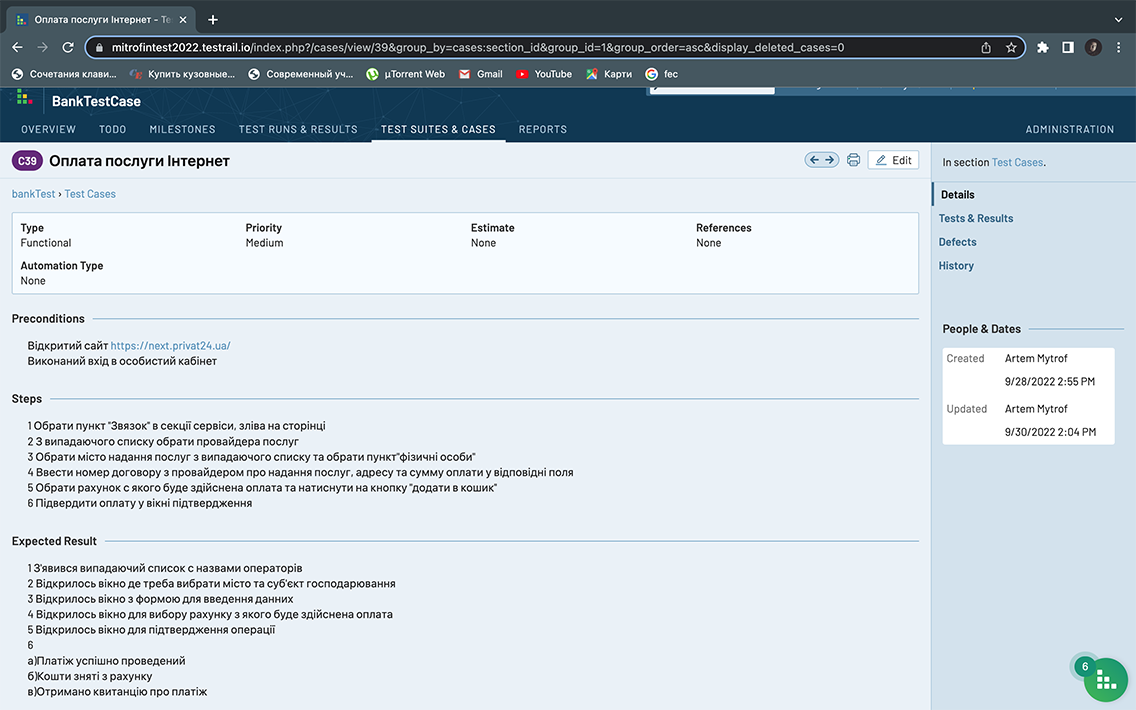 Оплата послуги Інтернет - Te
mitrofintest2022.testrail.io/index.php?/cases/view/39&group_by=cases:section_id&group_id=1&group_order=asc&display_deleted_cases=0
Сочетания клави... Купить кузовные... Современный уч... µTorrent Web Gmail YouTube Карти fec
BankTestCase
OVERVIEW TODO MILESTONES TEST RUNS & RESULTS TEST SUITES & CASES REPORTS ADMINISTRATION
C39 Оплата послуги Інтернет Edit
In section Test Cases.
bankTest › Test Cases
Details
Tests & Results
Defects
History
Type Priority Estimate References
Functional Medium None None
Automation Type
None
Preconditions
Відкритий сайт https://next.privat24.ua/
Виконаний вхід в особистий кабінет
People & Dates
Created Artem Mytrof
9/28/2022 2:55 PM
Updated Artem Mytrof
9/30/2022 2:04 PM
Steps
1 Обрати пункт "Звязок" в секції сервіси, зліва на сторінці
2 З випадаючого списку обрати провайдера послуг
3 Обрати місто надання послуг з випадаючого списку та обрати пункт"фізичні особи"
4 Ввести номер договору з провайдером про надання послуг, адресу та сумму оплати у відповідні поля
5 Обрати рахунок с якого буде здійснена оплата та натиснути на кнопку "додати в кошик"
6 Підвердити оплату у вікні підтвердження
Expected Result
1 З'явився випадаючий список с назвами операторів
2 Відкрилось вікно де треба вибрати місто та суб'єкт господарювання
3 Відкрилось вікно з формою для введення данних
4 Відкрилось вікно для вибору рахунку з якого буде здійснена оплата
5 Відкрилось вікно для підтвердження операції
6
а)Платіж успішно проведений
б)Кошти зняті з рахунку
в)Отримано квитанцію про платіж
6